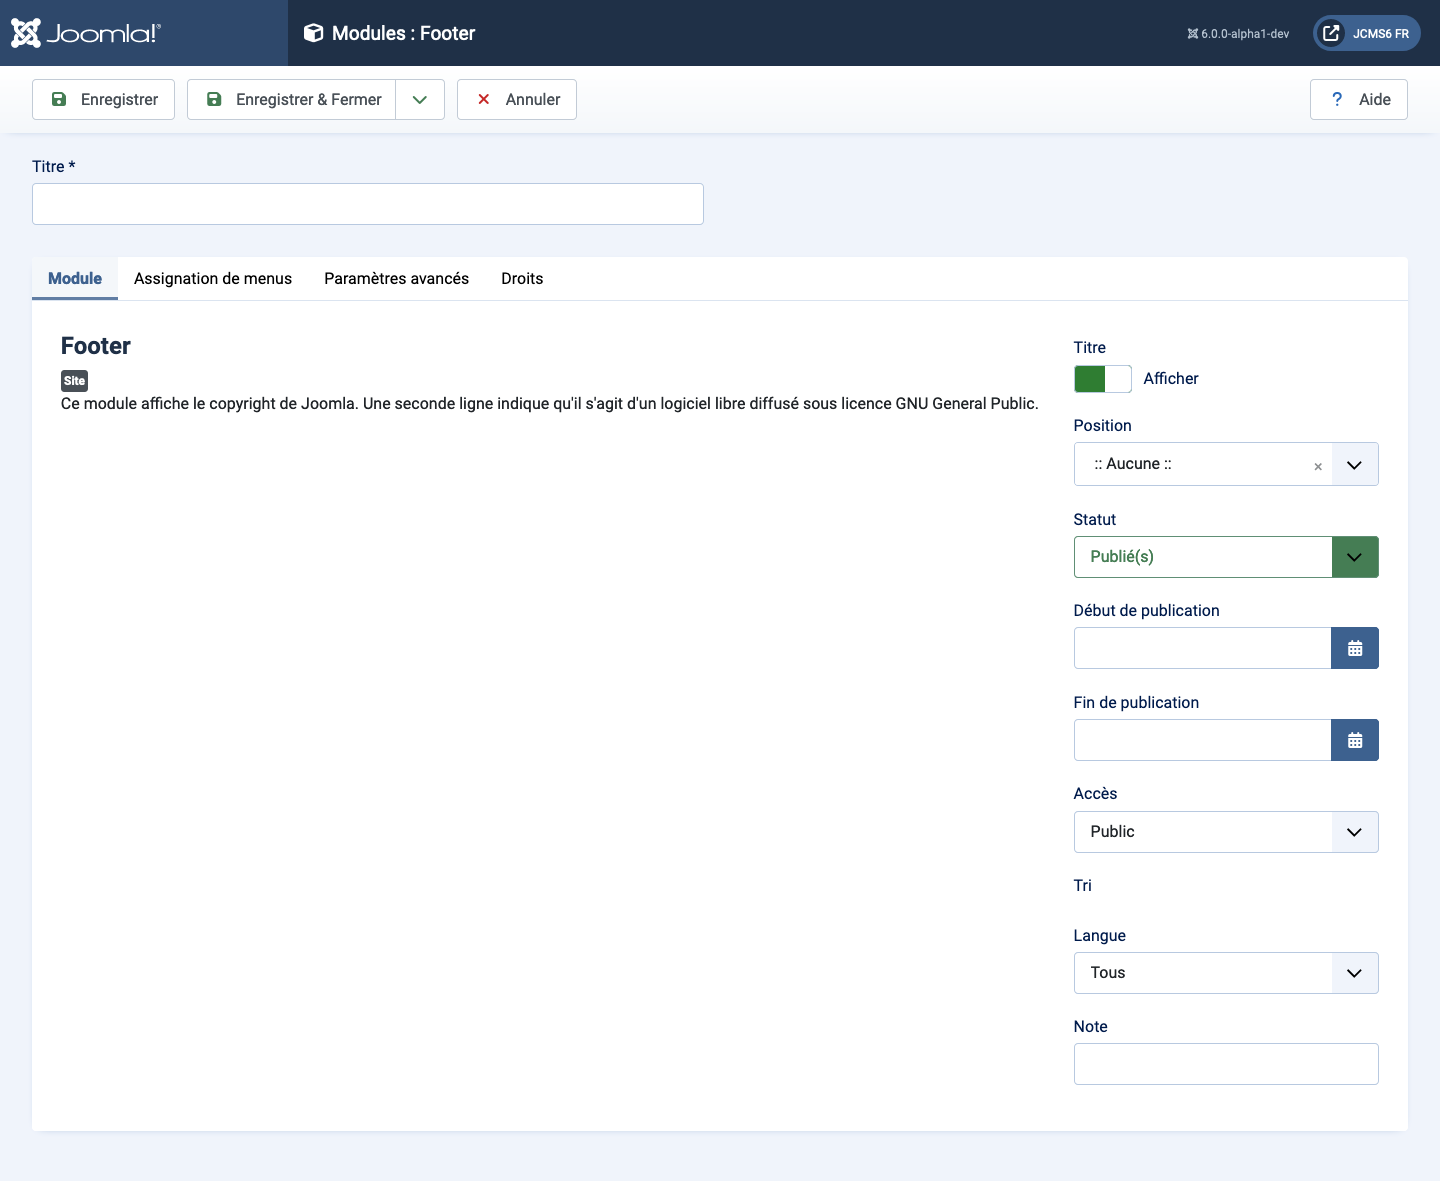 Joomla!®
Modules : Footer
6.0.0-alpha1-dev
JCMS6 FR
Enregistrer
Enregistrer & Fermer
Annuler
? Aide
Titre *
Module
Assignation de menus
Paramètres avancés
Droits
Footer
Site
Ce module affiche le copyright de Joomla. Une seconde ligne indique qu'il s'agit d'un logiciel libre diffusé sous licence GNU General Public.
Titre
Afficher
Position
:: Aucune ::
×
Statut
Publié(s)
Début de publication
Fin de publication
Accès
Public
Tri
Langue
Tous
Note